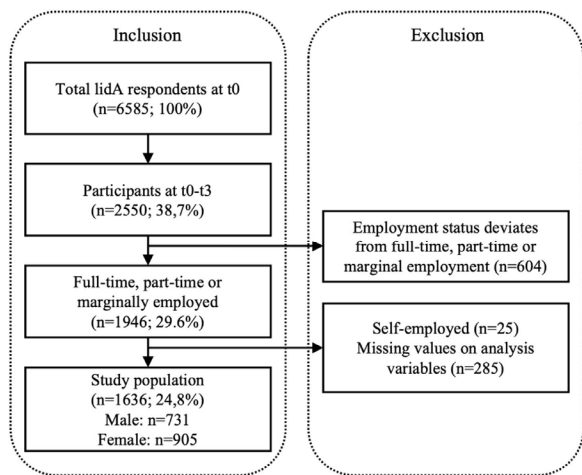 Inclusion
Total lidA respondents at t0
(n=6585; 100%)
Participants at t0-t3
(n=2550; 38,7%)
Full-time, part-time or
marginally employed
(n=1946; 29.6%)
Study population
(n=1636; 24,8%)
Male: n=731
Female: n=905
Exclusion
Employment status deviates
from full-time, part-time or
marginal employment (n=604)
Self-employed (n=25)
Missing values on analysis
variables (n=285)